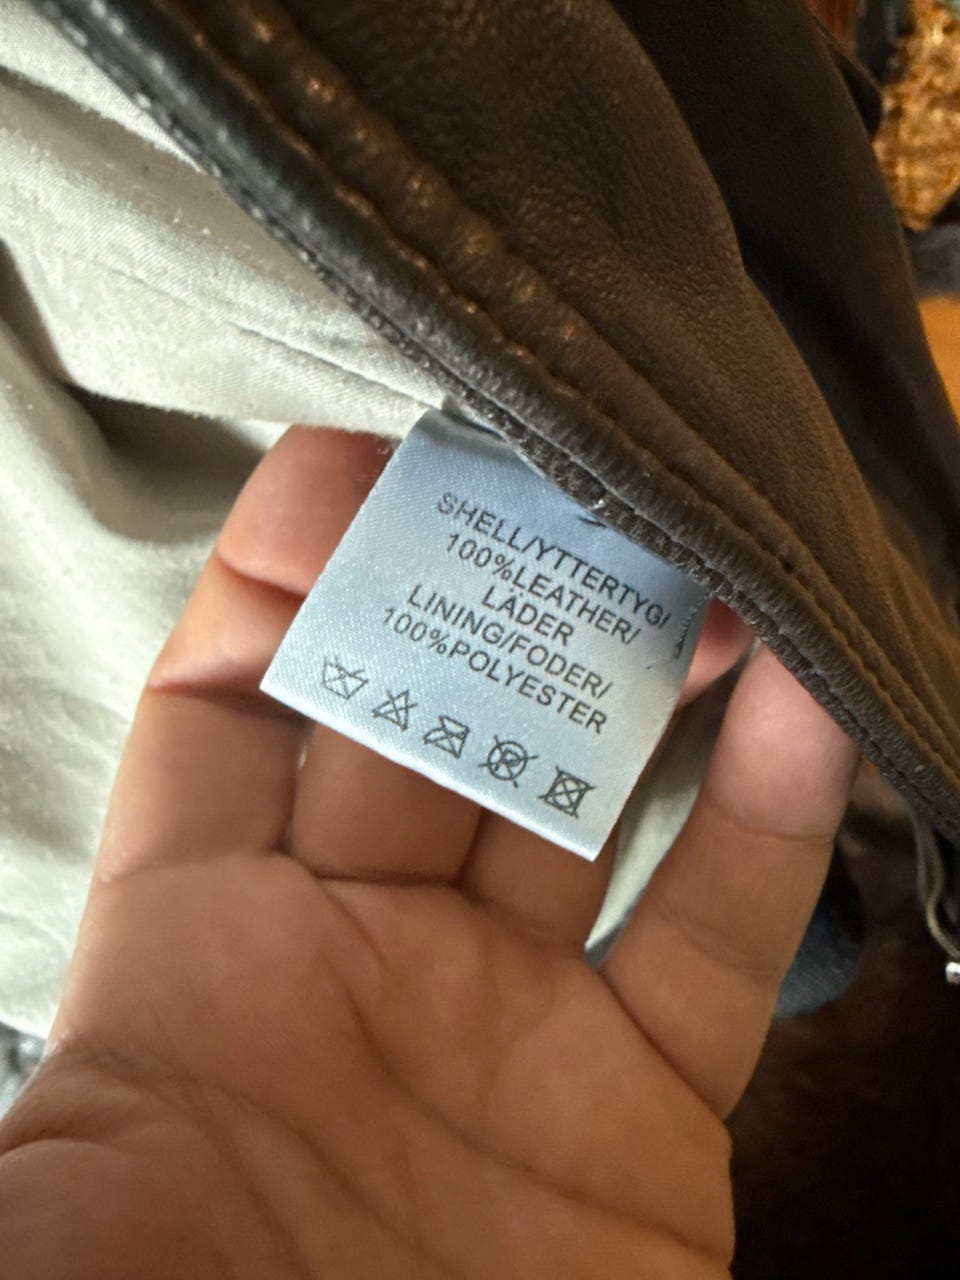 SHELL/YTTERTYG/
100%LEATHER/
LÄDER
LINING/FODER/
100%POLYESTER